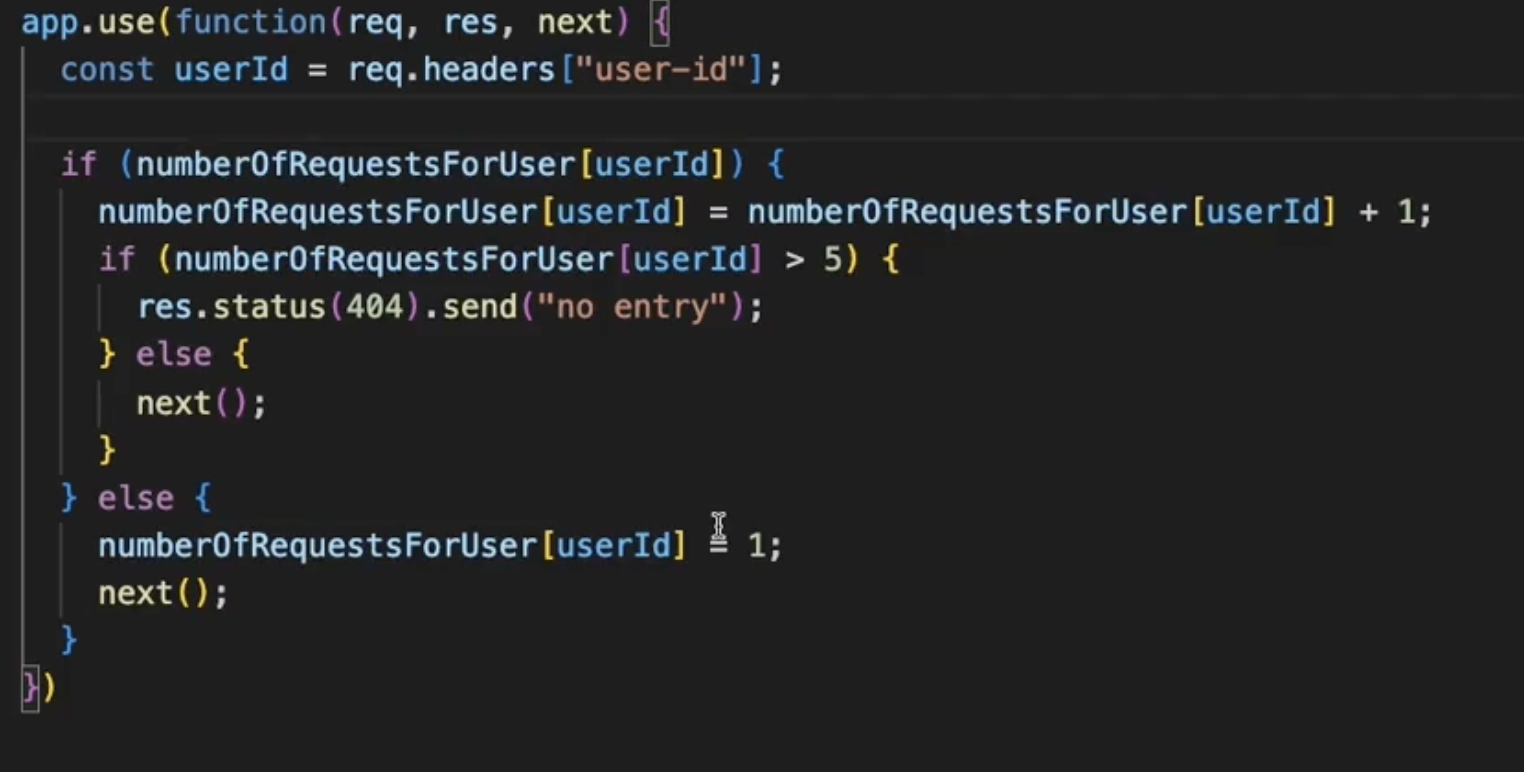 app.use(function(req, res, next) {
  const userId = req.headers["user-id"];

  if (numberOfRequestsForUser[userId]) {
    numberOfRequestsForUser[userId] = numberOfRequestsForUser[userId] + 1;
    if (numberOfRequestsForUser[userId] > 5) {
      res.status(404).send("no entry");
    } else {
      next();
    }
  } else {
    numberOfRequestsForUser[userId] = 1;
    next();
  }
})